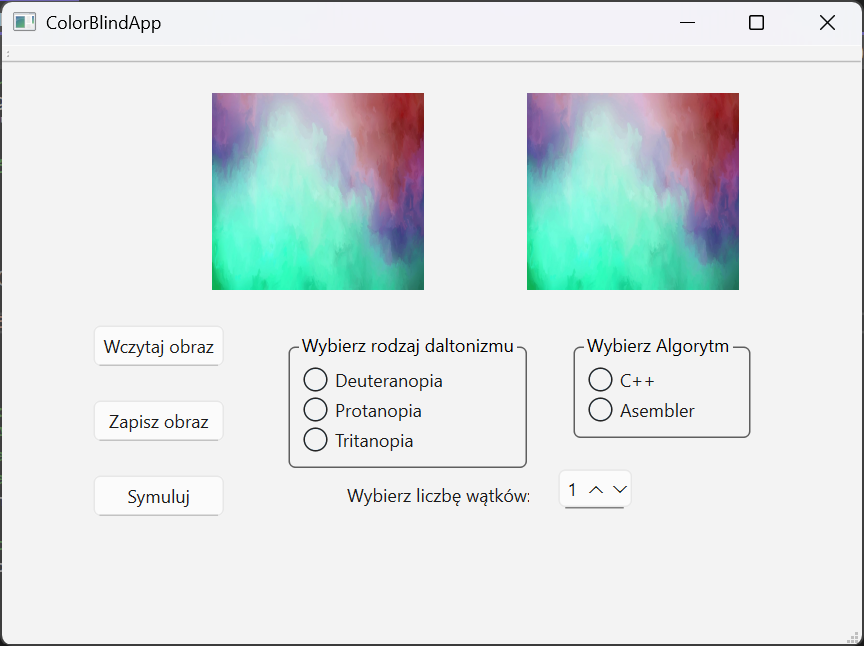 ColorBlindApp
Wczytaj obraz
Zapisz obraz
Symuluj
Wybierz rodzaj daltonizmu
Deuteranopia
Protanopia
Tritanopia
Wybierz Algorytm
C++
Asembler
Wybierz liczbę wątków:
1